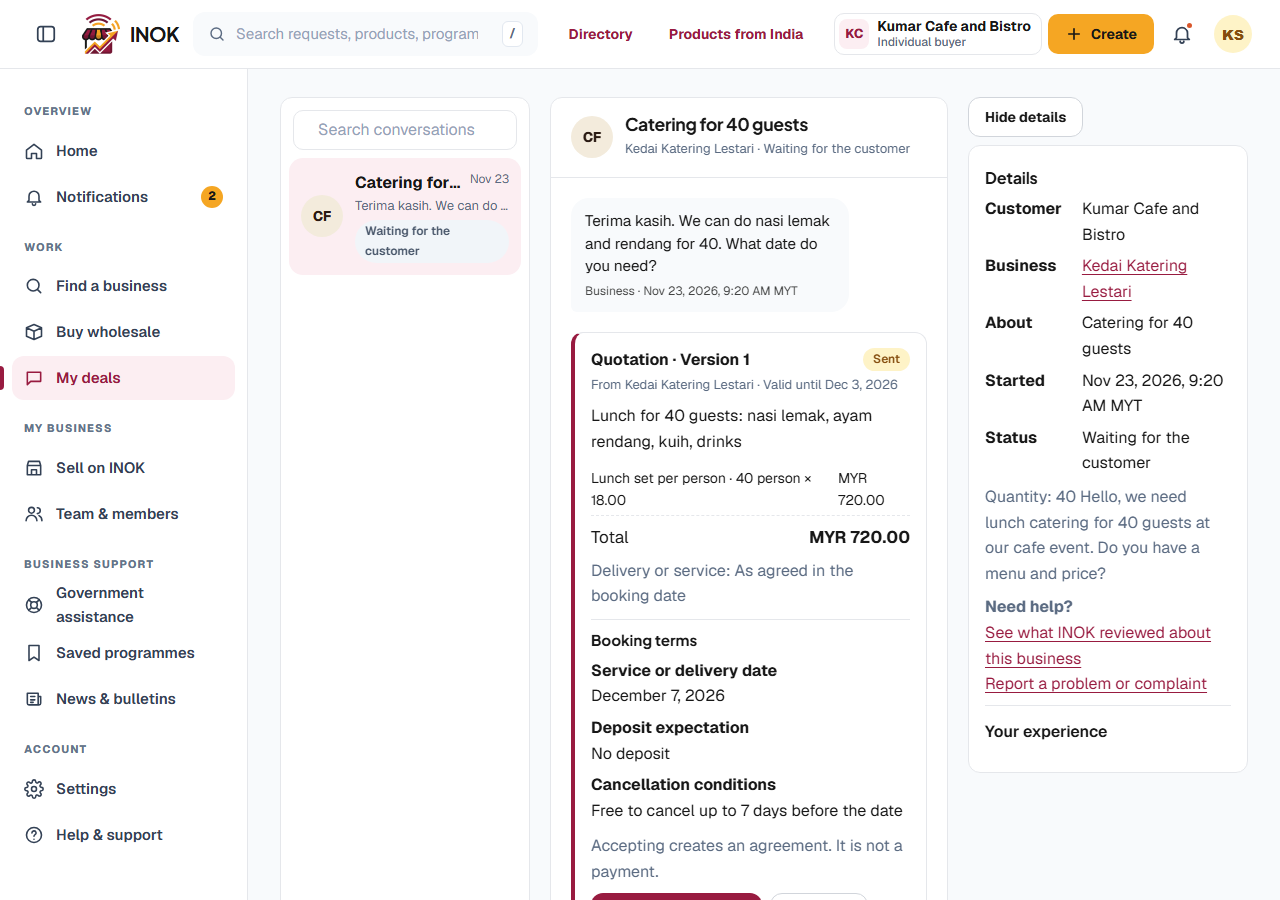 INOK
Search requests, products, program
/
Directory
Products from India
KC
Kumar Cafe and Bistro
Individual buyer
Create
KS
OVERVIEW
Home
Notifications
2
WORK
Find a business
Buy wholesale
My deals
MY BUSINESS
Sell on INOK
Team & members
BUSINESS SUPPORT
Government
assistance
Saved programmes
News & bulletins
ACCOUNT
Settings
Help & support
Search conversations
CF
Catering for...
Nov 23
Terima kasih. We can do ...
Waiting for the
customer
CF
Catering for 40 guests
Kedai Katering Lestari · Waiting for the customer
Terima kasih. We can do nasi lemak
and rendang for 40. What date do
you need?
Business · Nov 23, 2026, 9:20 AM MYT
Quotation · Version 1
Sent
From Kedai Katering Lestari · Valid until Dec 3, 2026
Lunch for 40 guests: nasi lemak, ayam
rendang, kuih, drinks
Lunch set per person · 40 person ×
18.00
MYR
720.00
Total
MYR 720.00
Delivery or service: As agreed in the
booking date
Booking terms
Service or delivery date
December 7, 2026
Deposit expectation
No deposit
Cancellation conditions
Free to cancel up to 7 days before the date
Accepting creates an agreement. It is not a
payment.
Hide details
Details
Customer
Kumar Cafe and
Bistro
Business
Kedai Katering
Lestari
About
Catering for 40
guests
Started
Nov 23, 2026, 9:20
AM MYT
Status
Waiting for the
customer
Quantity: 40 Hello, we need
lunch catering for 40 guests at
our cafe event. Do you have a
menu and price?
Need help?
See what INOK reviewed about
this business
Report a problem or complaint
Your experience